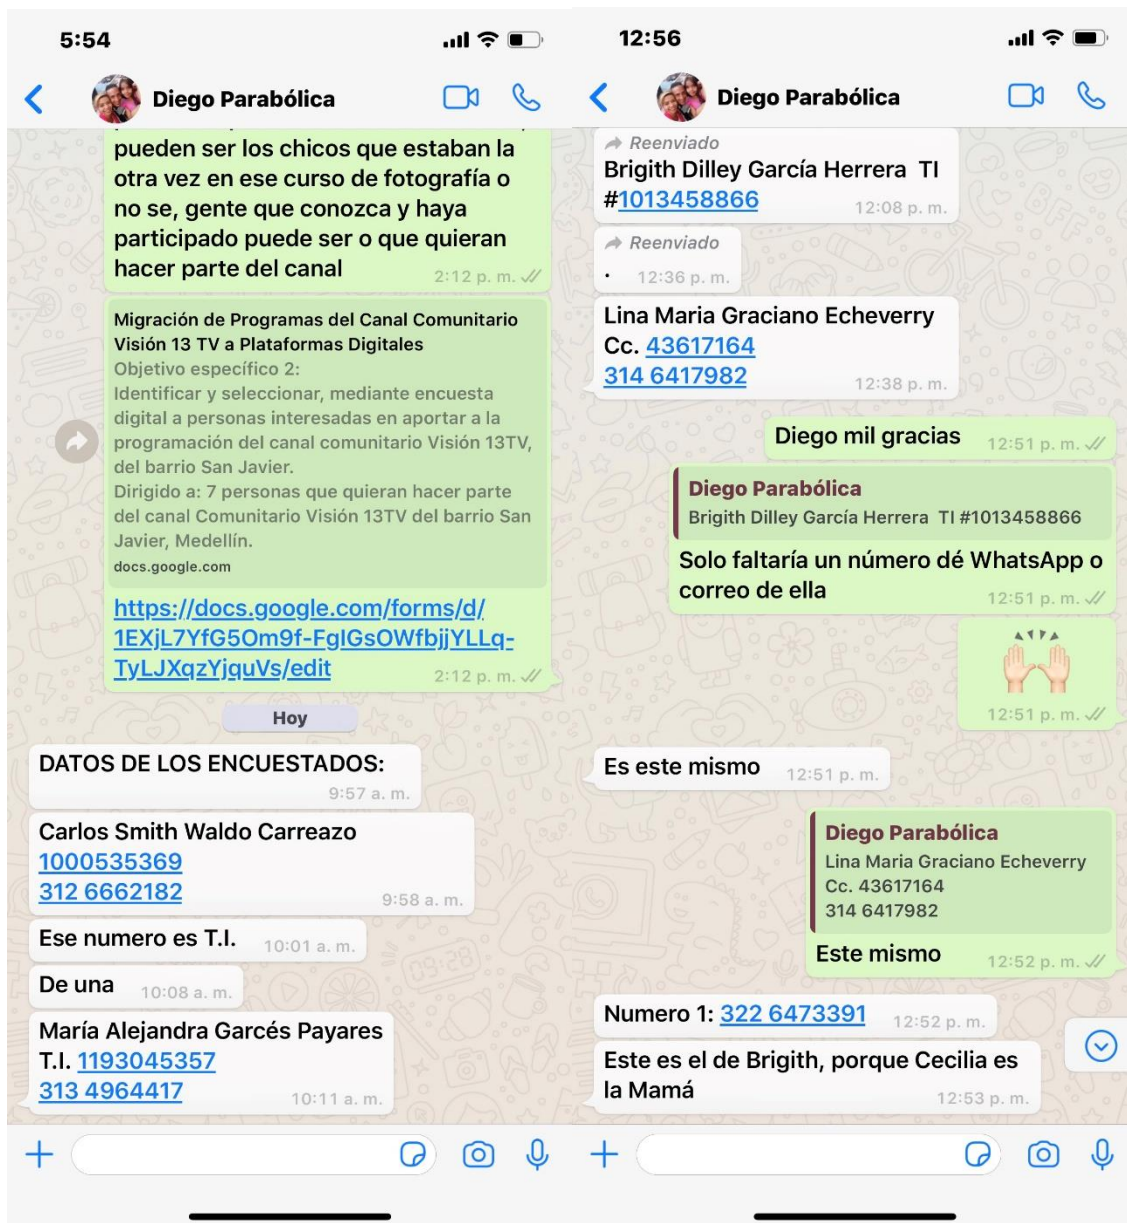 5:54
Diego Parabólica
pueden ser los chicos que estaban la
otra vez en ese curso de fotografía o
no se, gente que conozca y haya
participado puede ser o que quieran
hacer parte del canal
2:12 p. m.
Migración de Programas del Canal Comunitario
Visión 13 TV a Plataformas Digitales
Objetivo específico 2:
Identificar y seleccionar, mediante encuesta
digital a personas interesadas en aportar a la
programación del canal comunitario Visión 13TV,
del barrio San Javier.
Dirigido a: 7 personas que quieran hacer parte
del canal Comunitario Visión 13TV del barrio San
Javier, Medellín.
docs.google.com
https://docs.google.com/forms/d/
1EXjL7YfG5Om9f-FgIGsOWfbjjYLLq-
TyLJXqzYjquVs/edit
2:12 p. m.
Hoy
DATOS DE LOS ENCUESTADOS:
9:57 a. m.
Carlos Smith Waldo Carreazo
1000535369
312 6662182
9:58 a. m.
Ese numero es T.I.
10:01 a. m.
De una
10:08 a. m.
María Alejandra Garcés Payares
T.I. 1193045357
313 4964417
10:11 a. m.
12:56
Diego Parabólica
Reenviado
Brigith Dilley García Herrera TI
#1013458866
12:08 p. m.
Reenviado
.
12:36 p. m.
Lina Maria Graciano Echeverry
Cc. 43617164
314 6417982
12:38 p. m.
Diego mil gracias
12:51 p. m.
Diego Parabólica
Brigith Dilley García Herrera TI #1013458866
Solo faltaría un número dé WhatsApp o
correo de ella
12:51 p. m.
12:51 p. m.
Es este mismo
12:51 p. m.
Diego Parabólica
Lina Maria Graciano Echeverry
Cc. 43617164
314 6417982
Este mismo
12:52 p. m.
Numero 1: 322 6473391
12:52 p. m.
Este es el de Brigith, porque Cecilia es
la Mamá
12:53 p. m.